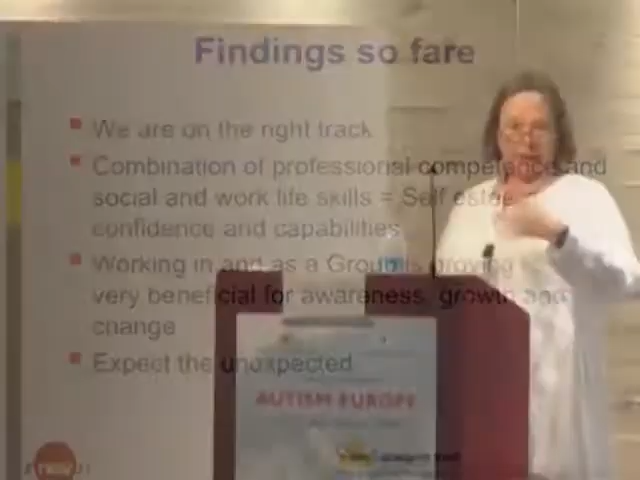 Findings so fare
We are on the right track
Combination of professional competence and
social and work life skills = Self estee
confidence and capabilities
Working in and as a Group is proving
very beneficial for awareness, growth and
change
Expect the unexpected
AUTISM-EUROPE